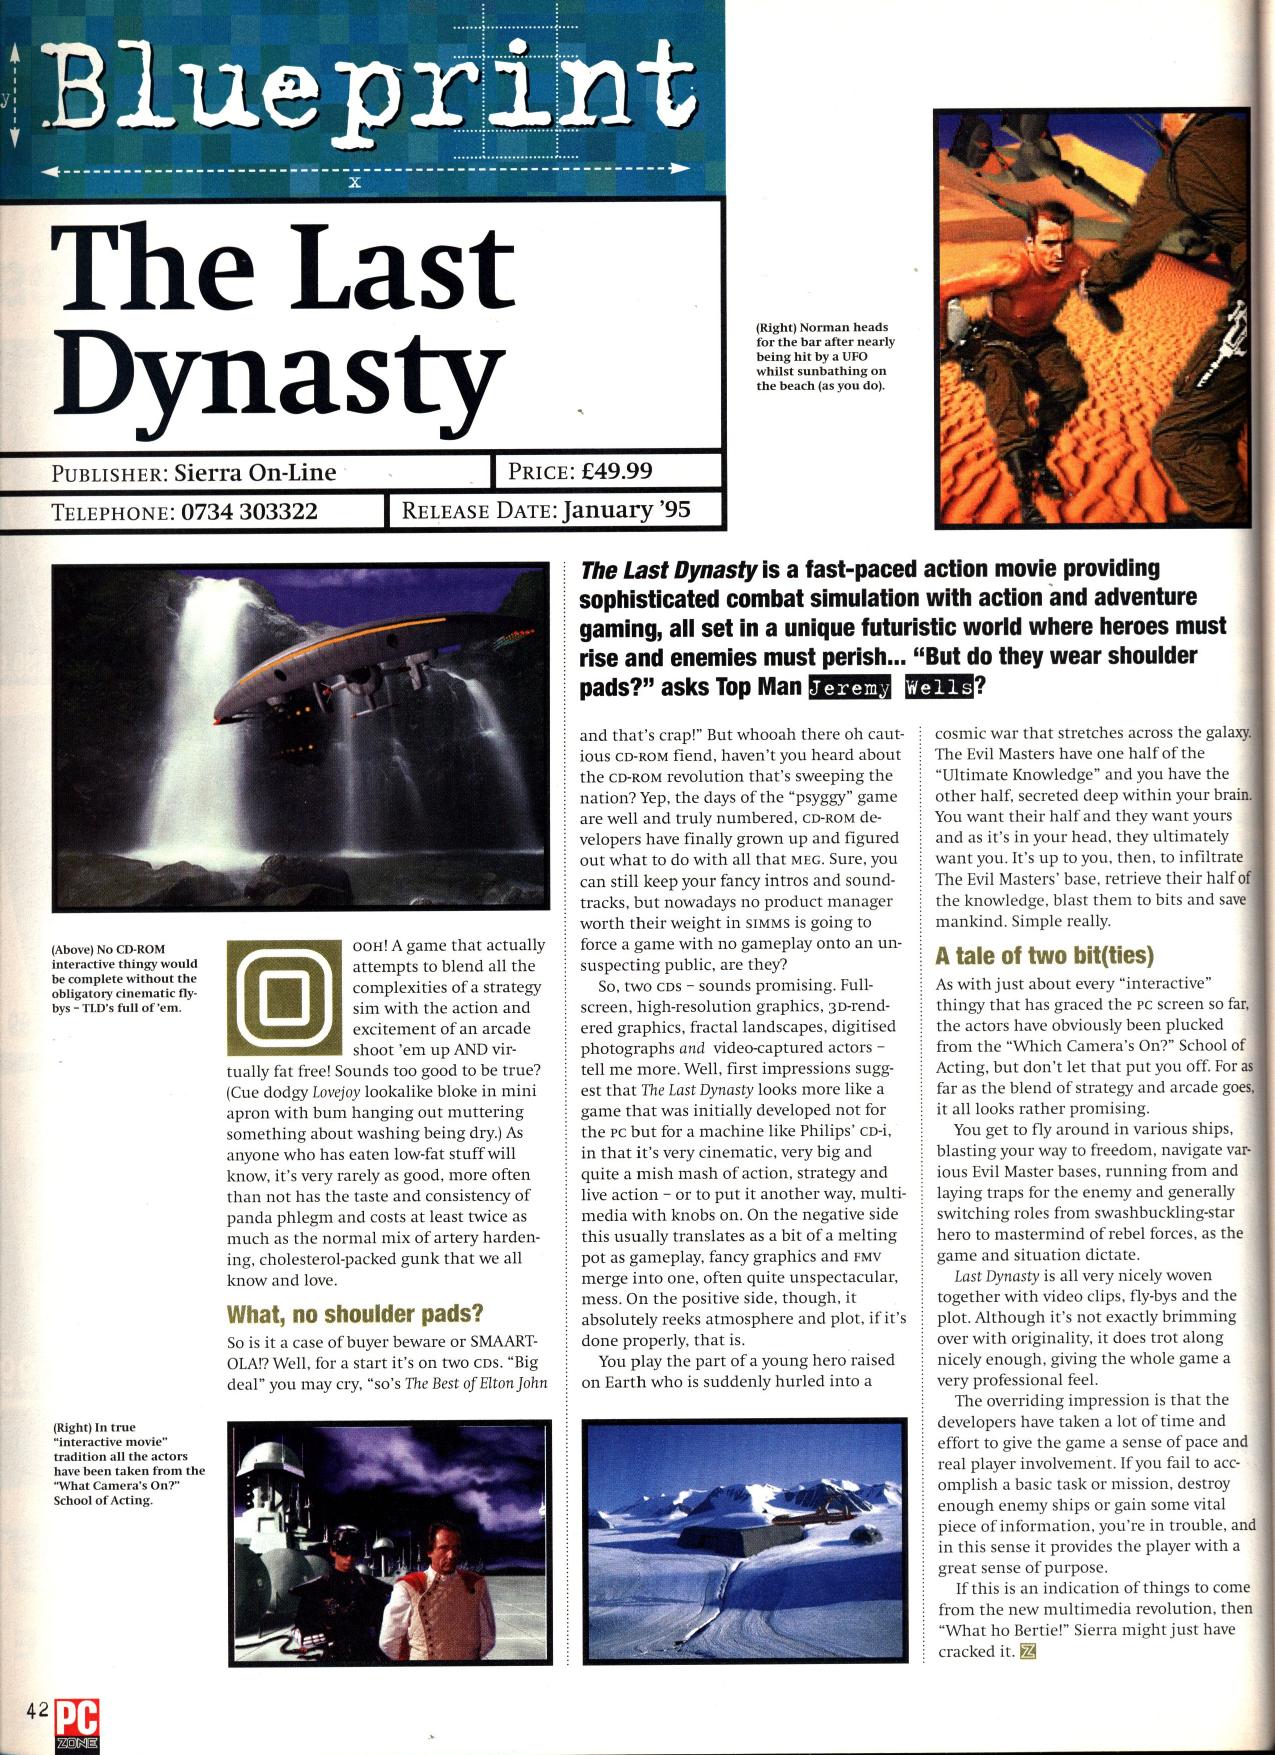 Blueprint
y
x
The Last
Dynasty
PUBLISHER: Sierra On-Line
PRICE: £49.99
TELEPHONE: 0734 303322
RELEASE DATE: January '95
(Right) Norman heads
for the bar after nearly
being hit by a UFO
whilst sunbathing on
the beach (as you do).
The Last Dynasty is a fast-paced action movie providing
sophisticated combat simulation with action and adventure
gaming, all set in a unique futuristic world where heroes must
rise and enemies must perish... “But do they wear shoulder
pads?” asks Top Man Jeremy Wells?
(Above) No CD-ROM
interactive thingy would
be complete without the
obligatory cinematic fly-
bys – TLD's full of 'em.
OOH! A game that actually
attempts to blend all the
complexities of a strategy
sim with the action and
excitement of an arcade
shoot 'em up AND vir-
tually fat free! Sounds too good to be true?
(Cue dodgy Lovejoy lookalike bloke in mini
apron with bum hanging out muttering
something about washing being dry.) As
anyone who has eaten low-fat stuff will
know, it's very rarely as good, more often
than not has the taste and consistency of
panda phlegm and costs at least twice as
much as the normal mix of artery harden-
ing, cholesterol-packed gunk that we all
know and love.
What, no shoulder pads?
So is it a case of buyer beware or SMAART-
OLA!? Well, for a start it's on two CDs. “Big
deal” you may cry, “so's The Best of Elton John
(Right) In true
“interactive movie”
tradition all the actors
have been taken from the
“What Camera's On?”
School of Acting.
and that's crap!” But whooah there oh caut-
ious CD-ROM fiend, haven't you heard about
the CD-ROM revolution that's sweeping the
nation? Yep, the days of the “psyggy” game
are well and truly numbered, CD-ROM de-
velopers have finally grown up and figured
out what to do with all that MEG. Sure, you
can still keep your fancy intros and sound-
tracks, but nowadays no product manager
worth their weight in SIMMS is going to
force a game with no gameplay onto an un-
suspecting public, are they?
So, two CDs – sounds promising. Full-
screen, high-resolution graphics, 3D-rend-
ered graphics, fractal landscapes, digitised
photographs and video-captured actors –
tell me more. Well, first impressions sugg-
est that The Last Dynasty looks more like a
game that was initially developed not for
the PC but for a machine like Philips' CD-i,
in that it's very cinematic, very big and
quite a mish mash of action, strategy and
live action – or to put it another way, multi-
media with knobs on. On the negative side
this usually translates as a bit of a melting
pot as gameplay, fancy graphics and FMV
merge into one, often quite unspectacular,
mess. On the positive side, though, it
absolutely reeks atmosphere and plot, if it's
done properly, that is.
You play the part of a young hero raised
on Earth who is suddenly hurled into a
cosmic war that stretches across the galaxy.
The Evil Masters have one half of the
“Ultimate Knowledge” and you have the
other half, secreted deep within your brain.
You want their half and they want yours
and as it's in your head, they ultimately
want you. It's up to you, then, to infiltrate
The Evil Masters' base, retrieve their half of
the knowledge, blast them to bits and save
mankind. Simple really.
A tale of two bit(ties)
As with just about every “interactive”
thingy that has graced the PC screen so far,
the actors have obviously been plucked
from the “Which Camera's On?” School of
Acting, but don't let that put you off. For as
far as the blend of strategy and arcade goes,
it all looks rather promising.
You get to fly around in various ships,
blasting your way to freedom, navigate var-
ious Evil Master bases, running from and
laying traps for the enemy and generally
switching roles from swashbuckling-star
hero to mastermind of rebel forces, as the
game and situation dictate.
Last Dynasty is all very nicely woven
together with video clips, fly-bys and the
plot. Although it's not exactly brimming
over with originality, it does trot along
nicely enough, giving the whole game a
very professional feel.
The overriding impression is that the
developers have taken a lot of time and
effort to give the game a sense of pace and
real player involvement. If you fail to acc-
omplish a basic task or mission, destroy
enough enemy ships or gain some vital
piece of information, you're in trouble, and
in this sense it provides the player with a
great sense of purpose.
If this is an indication of things to come
from the new multimedia revolution, then
“What ho Bertie!” Sierra might just have
cracked it. Z
42 PC
ZONE